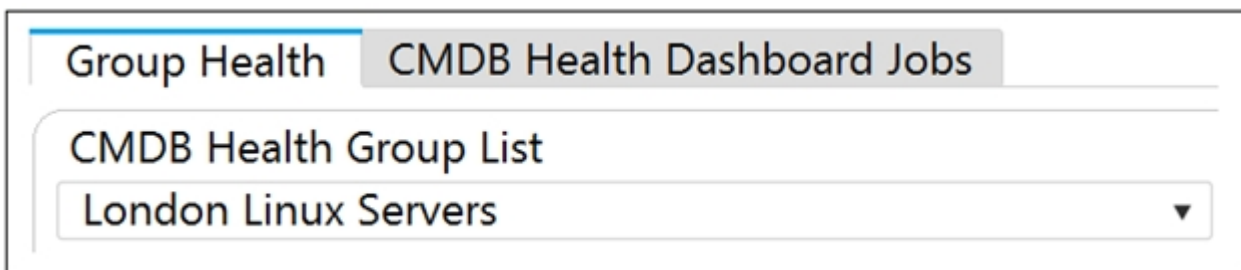 Group Health CMDB Health Dashboard Jobs
CMDB Health Group List
London Linux Servers